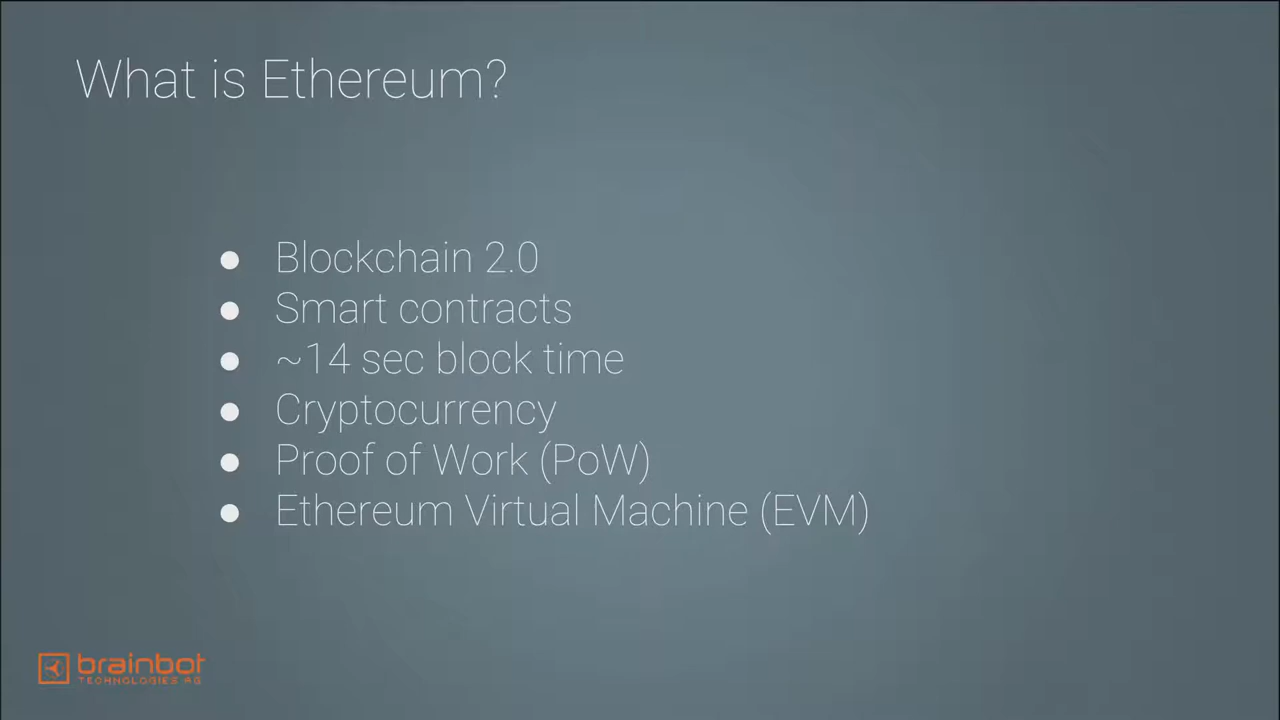 What is Ethereum?
● Blockchain 2.0
● Smart contracts
● ~14 sec block time
● Cryptocurrency
● Proof of Work (PoW)
● Ethereum Virtual Machine (EVM)
brainbot
TECHNOLOGIES AG